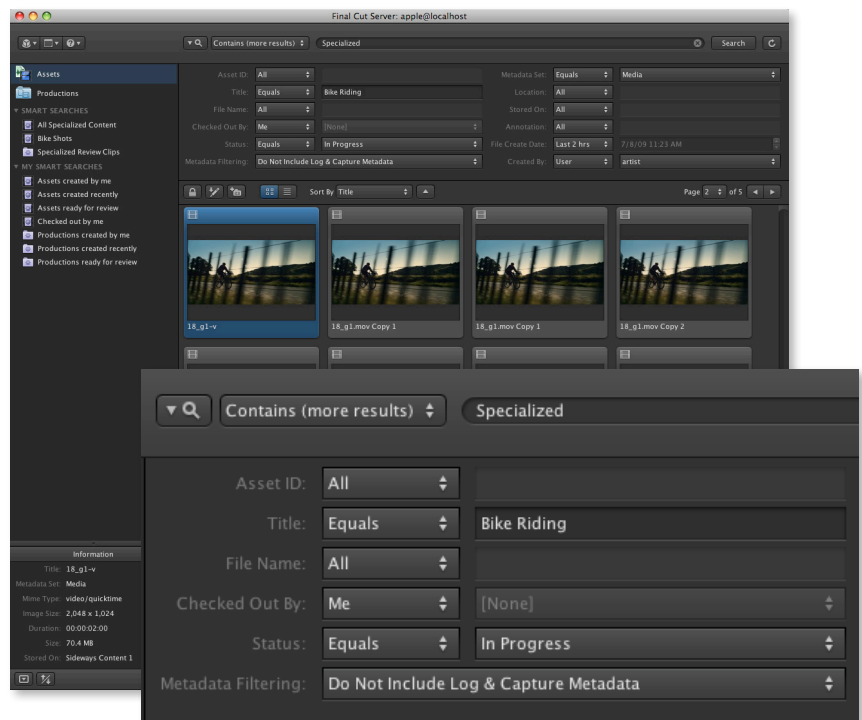 Final Cut Server: apple@localhost
Contains (more results) Specialized Search
Assets
Productions
SMART SEARCHES
All Specialized Content
Bike Shots
Specialized Review Clips
MY SMART SEARCHES
Assets created by me
Assets created recently
Assets ready for review
Checked out by me
Productions created by me
Productions created recently
Productions ready for review
Asset ID: All Metadata Set: Equals Media
Title: Equals Bike Riding Location: All
File Name: All Stored On: All
Checked Out By: Me [None] Annotation: All
Status: Equals In Progress File Create Date: Last 2 hrs 7/8/09 11:23 AM
Metadata Filtering: Do Not Include Log & Capture Metadata Created By: User artist
Sort By Title Page 2 of 5
18_g1-v 18_g1.mov Copy 1 18_g1.mov Copy 1 18_g1.mov Copy 2
Information
Title: 18_g1-v
Metadata Set: Media
Mime Type: video/quicktime
Image Size: 2,048 x 1,024
Duration: 00:00:02:00
Size: 70.4 MB
Stored On: Sideways Content 1
Contains (more results) Specialized
Asset ID: All
Title: Equals Bike Riding
File Name: All
Checked Out By: Me [None]
Status: Equals In Progress
Metadata Filtering: Do Not Include Log & Capture Metadata